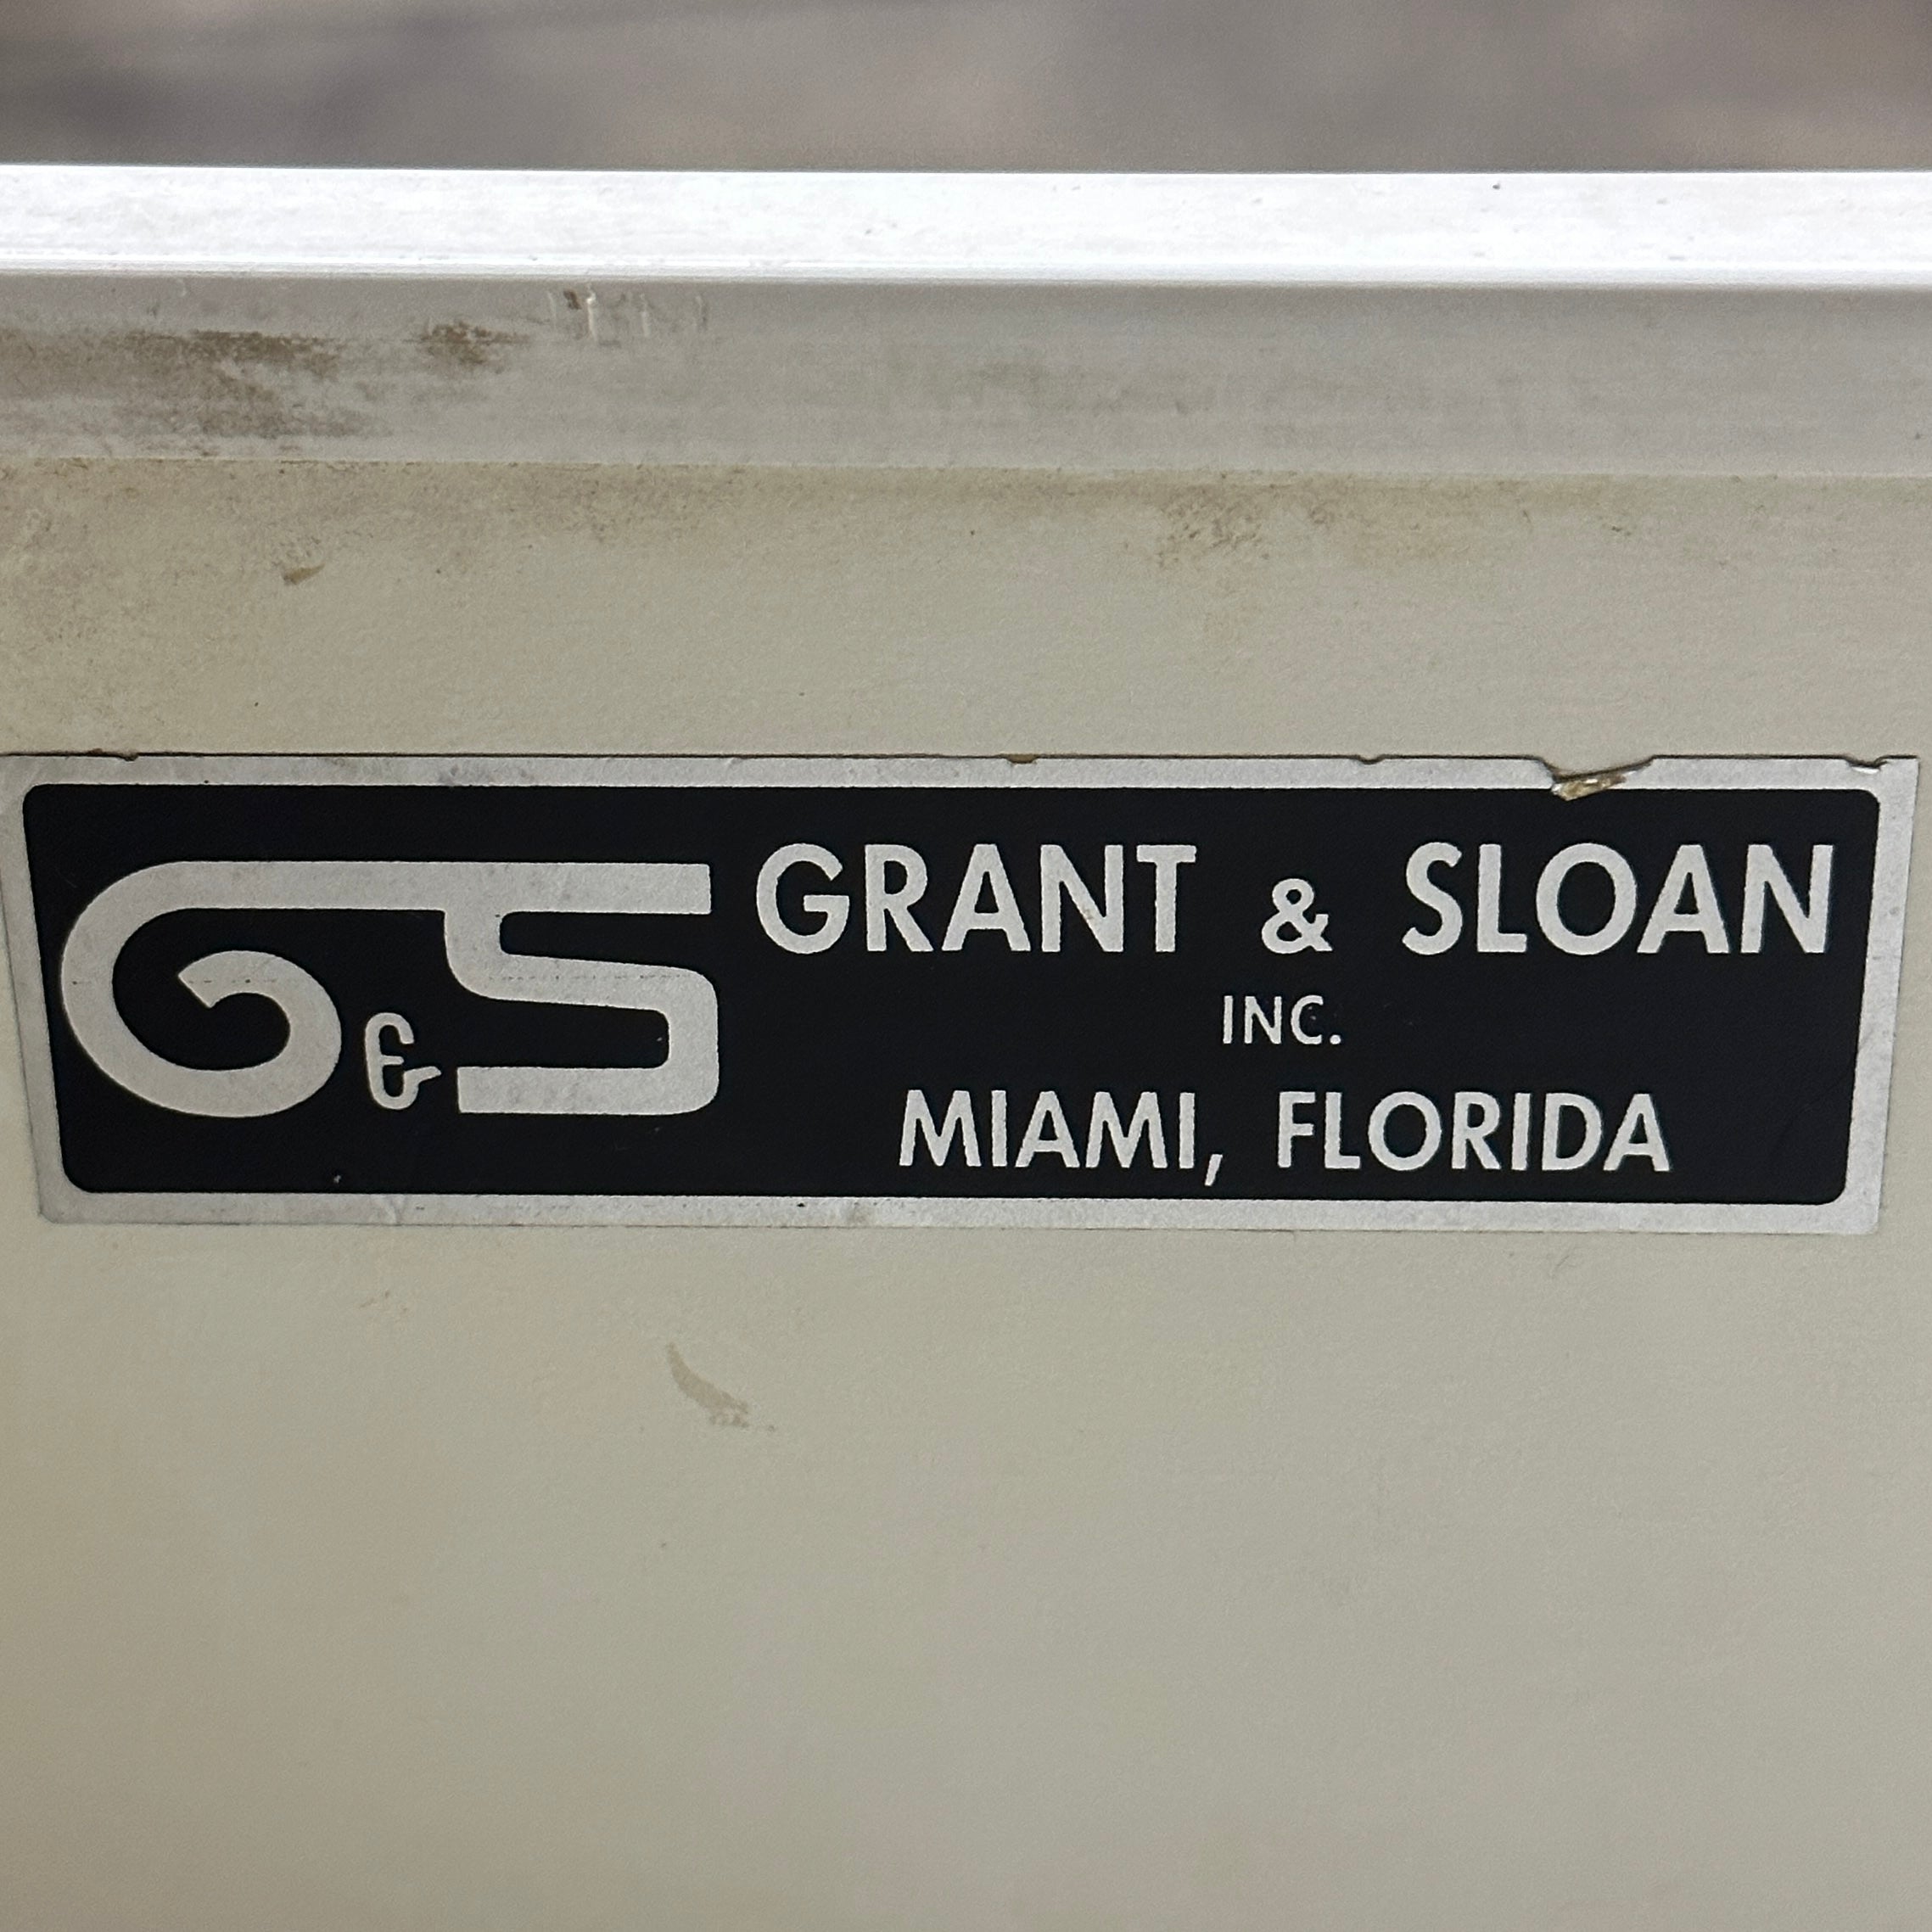 G&S
GRANT & SLOAN
INC.
MIAMI, FLORIDA